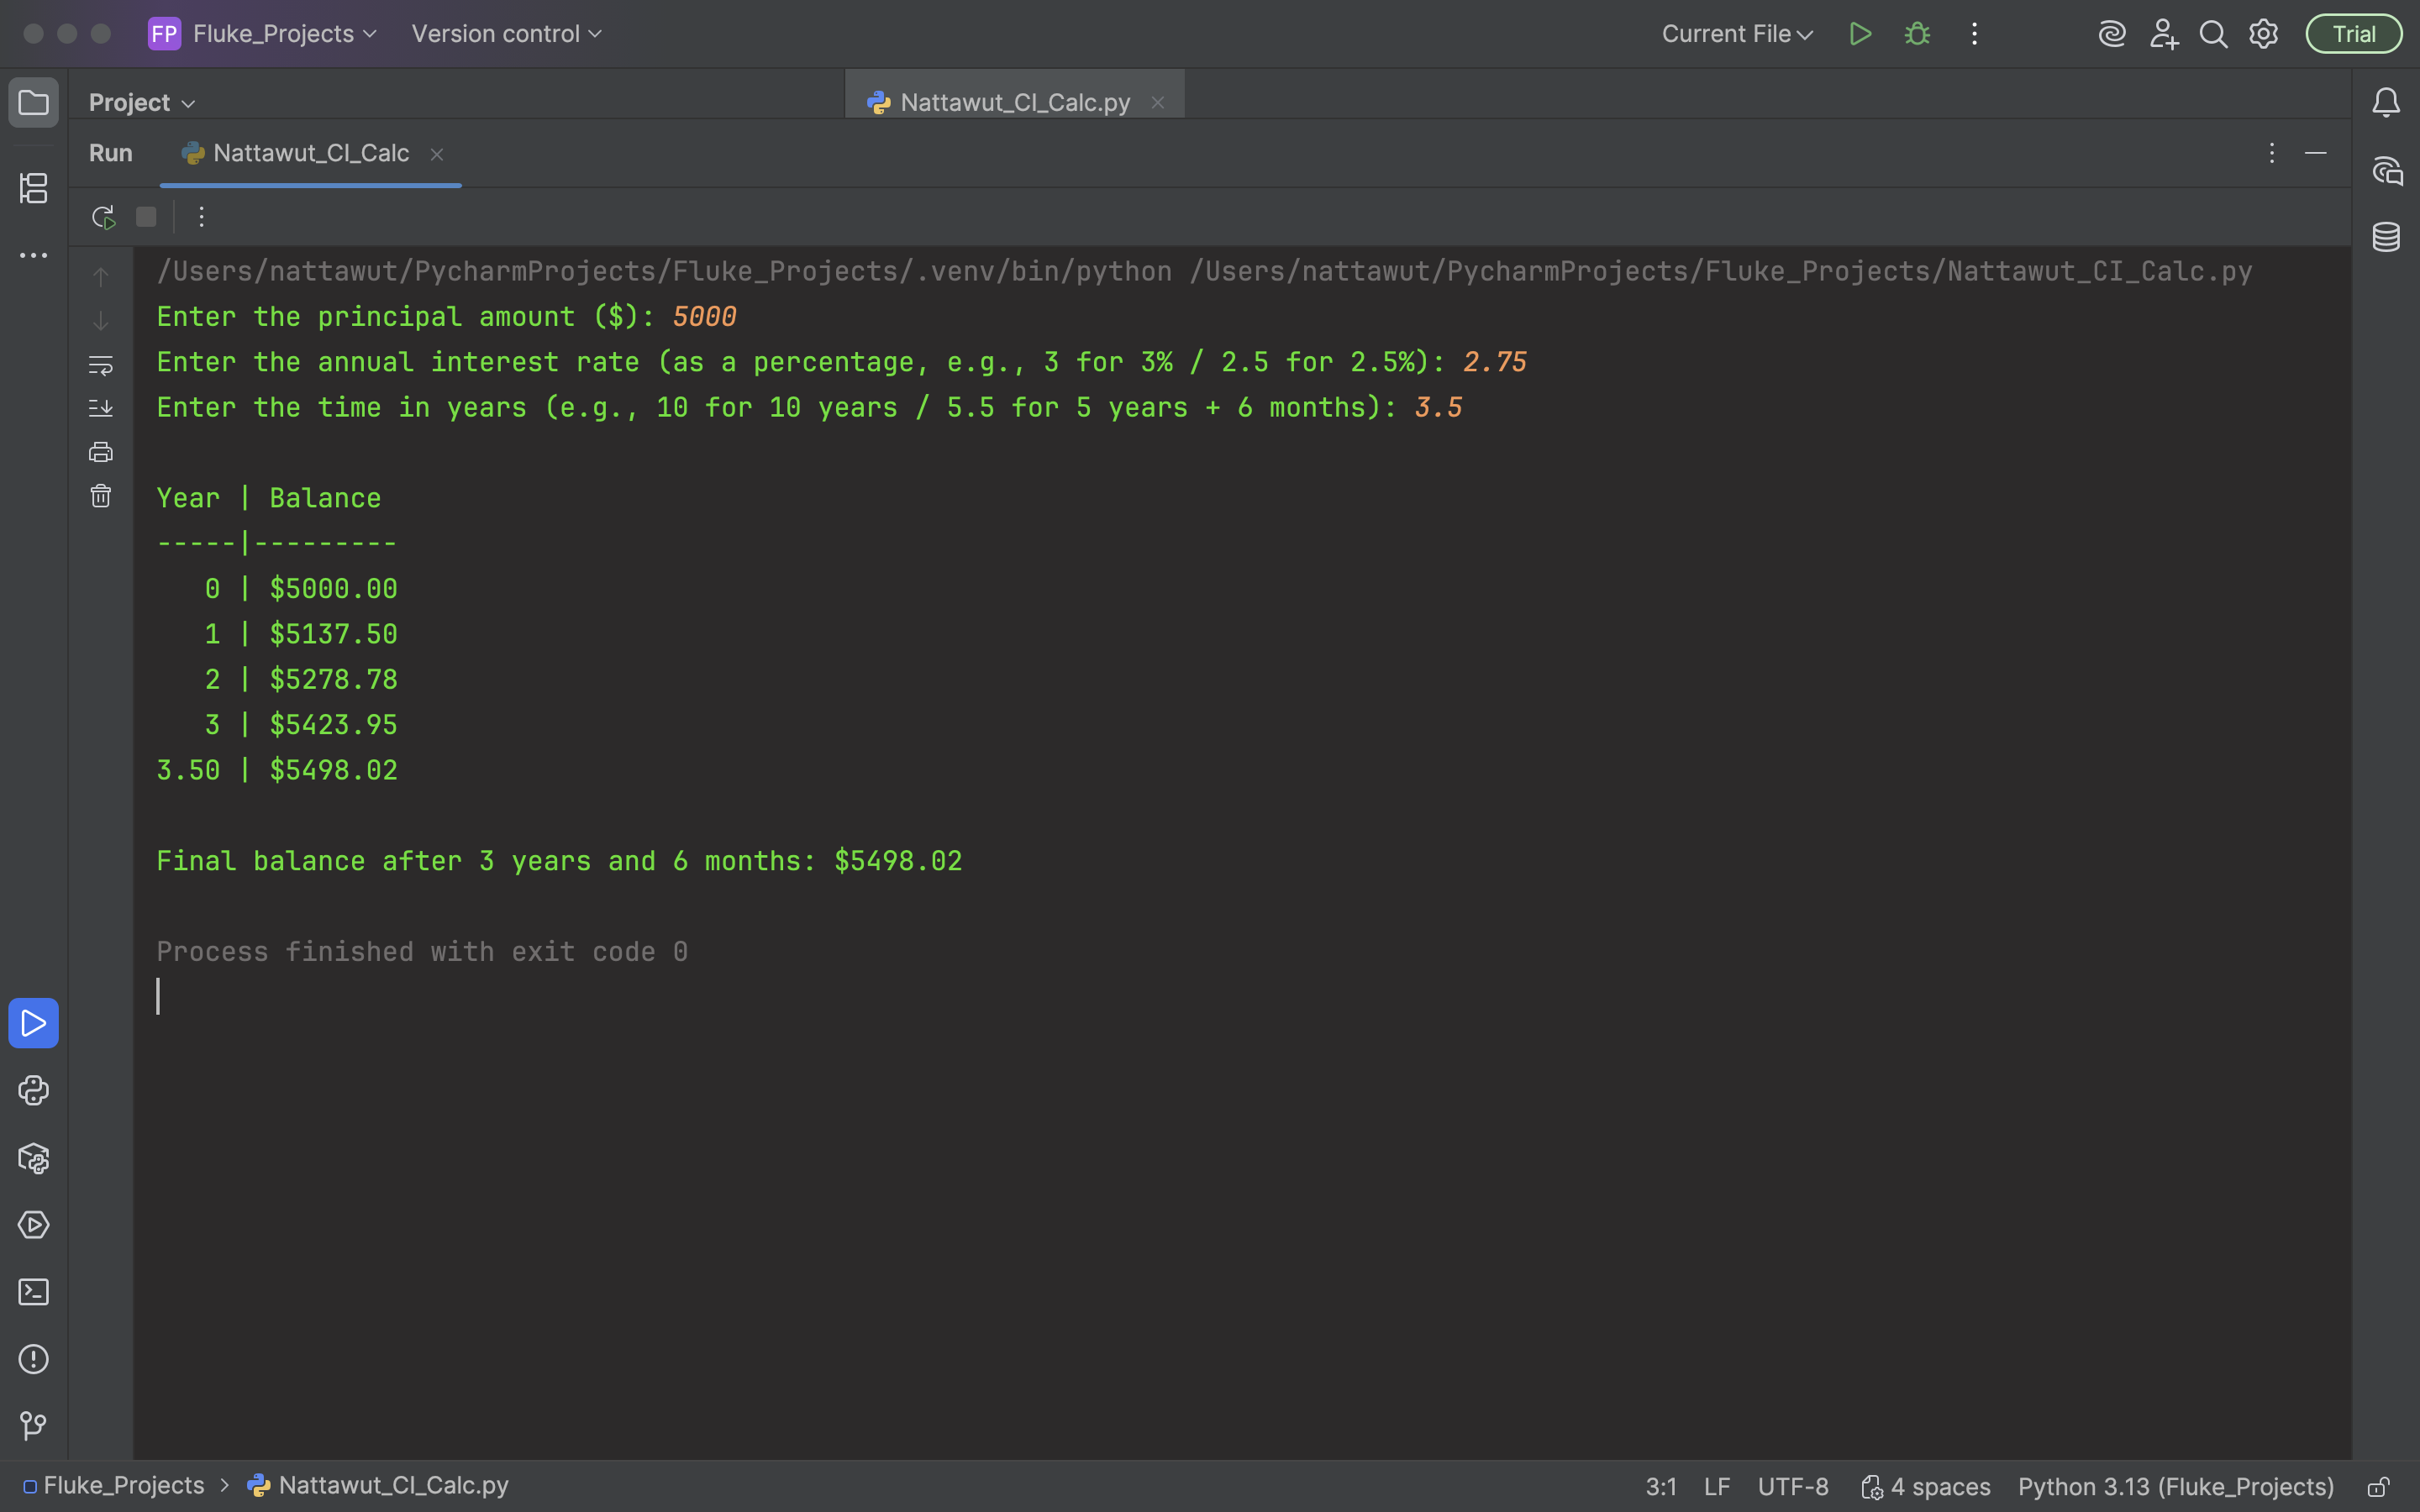 FP Fluke_Projects Version control Current File Trial
Project Nattawut_CI_Calc.py
Run Nattawut_CI_Calc
/Users/nattawut/PycharmProjects/Fluke_Projects/.venv/bin/python /Users/nattawut/PycharmProjects/Fluke_Projects/Nattawut_CI_Calc.py
Enter the principal amount ($): 5000
Enter the annual interest rate (as a percentage, e.g., 3 for 3% / 2.5 for 2.5%): 2.75
Enter the time in years (e.g., 10 for 10 years / 5.5 for 5 years + 6 months): 3.5
Year | Balance
-----|---------
0 | $5000.00
1 | $5137.50
2 | $5278.78
3 | $5423.95
3.50 | $5498.02
Final balance after 3 years and 6 months: $5498.02
Process finished with exit code 0
Fluke_Projects > Nattawut_CI_Calc.py 3:1 LF UTF-8 4 spaces Python 3.13 (Fluke_Projects)